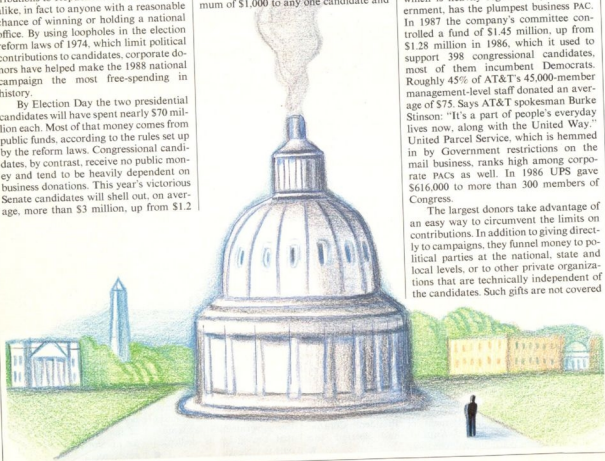 alike, in fact to anyone with a reasonable
chance of winning or holding a national
office. By using loopholes in the election
reform laws of 1974, which limit political
contributions to candidates, corporate do-
nors have helped make the 1988 national
campaign the most free-spending in
history.
By Election Day the two presidential
candidates will have spent nearly $70 mil-
lion each. Most of that money comes from
public funds, according to the rules set up
by the reform laws. Congressional candi-
dates, by contrast, receive no public mon-
ey and tend to be heavily dependent on
business donations. This year's victorious
Senate candidates will shell out, on aver-
age, more than $3 million, up from $1.2
mum of $1,000 to any one candidate and
ernment, has the plumpest business PAC.
In 1987 the company's committee con-
trolled a fund of $1.45 million, up from
$1.28 million in 1986, which it used to
support 398 congressional candidates,
most of them incumbent Democrats.
Roughly 45% of AT&T's 45,000-member
management-level staff donated an aver-
age of $75. Says AT&T spokesman Burke
Stinson: "It's a part of people's everyday
lives now, along with the United Way."
United Parcel Service, which is hemmed
in by Government restrictions on the
mail business, ranks high among corpo-
rate PACs as well. In 1986 UPS gave
$616,000 to more than 300 members of
Congress.
The largest donors take advantage of
an easy way to circumvent the limits on
contributions. In addition to giving direct-
ly to campaigns, they funnel money to po-
litical parties at the national, state and
local levels, or to other private organiza-
tions that are technically independent of
the candidates. Such gifts are not covered